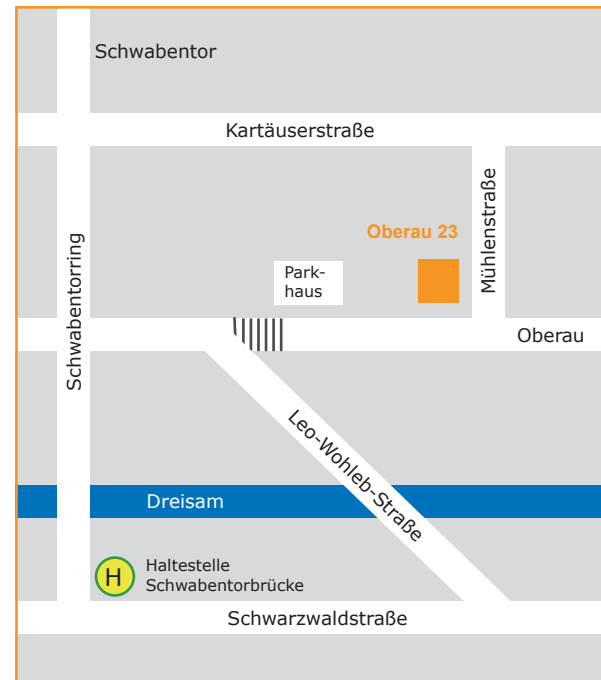 Schwabentor
Kartäuserstraße
Mühlenstraße
Oberau 23
Park-
haus
Schwabentorring
Oberau
Leo-Wohleb-Straße
Dreisam
H
Haltestelle
Schwabentorbrücke
Schwarzwaldstraße